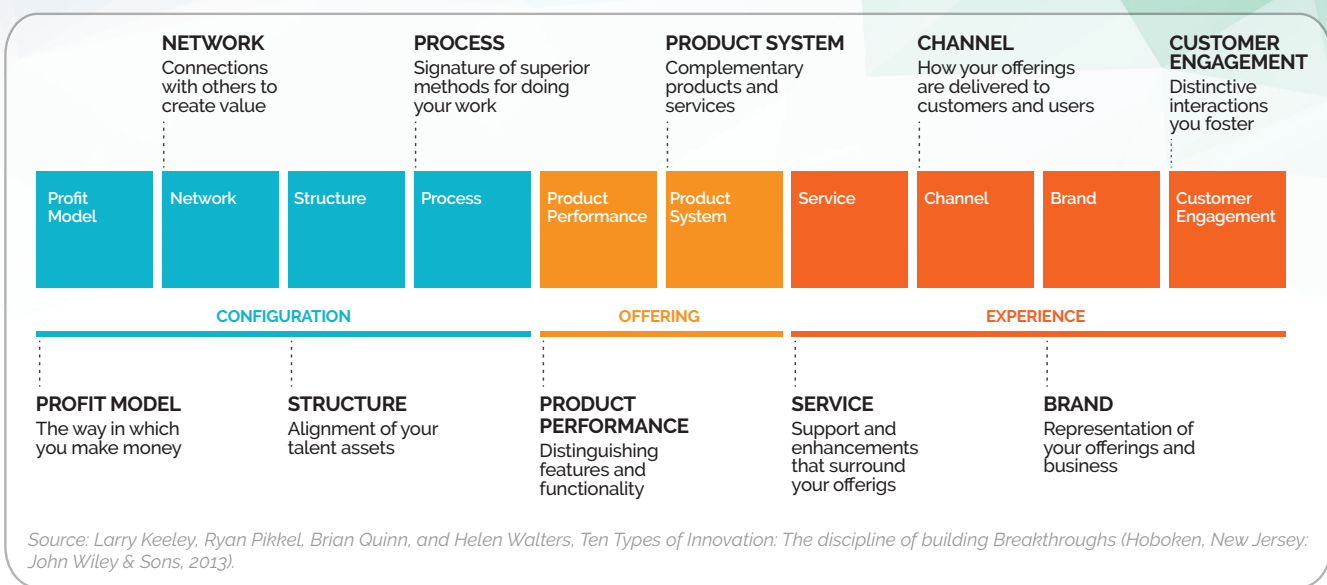 NETWORK
Connections
with others to
create value
PROCESS
Signature of superior
methods for doing
your work
PRODUCT SYSTEM
Complementary
products and
services
CHANNEL
How your offerings
are delivered to
customers and users
CUSTOMER
ENGAGEMENT
Distinctive
interactions
you foster
Profit
Model
Network
Structure
Process
Product
Performance
Product
System
Service
Channel
Brand
Customer
Engagement
CONFIGURATION
OFFERING
EXPERIENCE
PROFIT MODEL
The way in which
you make money
STRUCTURE
Alignment of your
talent assets
PRODUCT
PERFORMANCE
Distinguishing
features and
functionality
SERVICE
Support and
enhancements
that surround
your offerigs
BRAND
Representation of
your offerings and
business
Source: Larry Keeley, Ryan Pikkel, Brian Quinn, and Helen Walters, Ten Types of Innovation: The discipline of building Breakthroughs (Hoboken, New Jersey:
John Wiley & Sons, 2013).